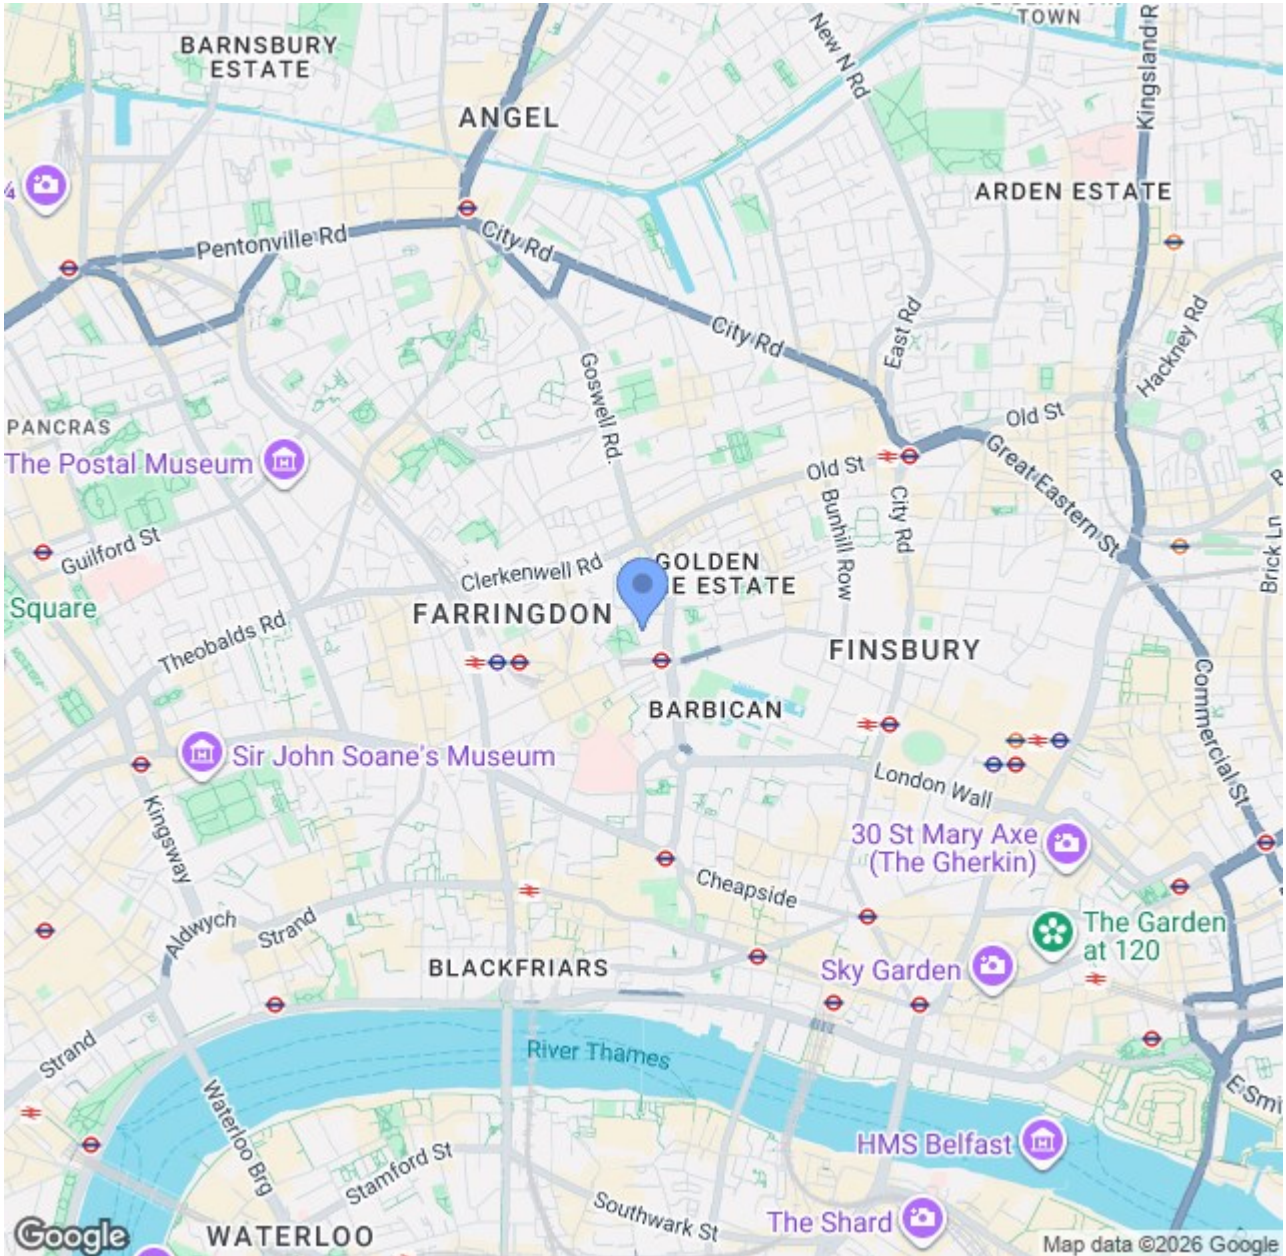 TOWN
BARNSBURY
ESTATE
New N Rd
Kingsland R
ANGEL
ARDEN ESTATE
Pentonville Rd
City Rd
City Rd
East Rd
Hackney Rd
Goswell Rd.
Old St
PANCRAS
The Postal Museum
Old St
Great Eastern St
Bunhill Row
City Rd
Guilford St
Clerkenwell Rd
GOLDEN
E ESTATE
Brick Ln
Square
FARRINGDON
Theobalds Rd
FINSBURY
Commercial St
BARBICAN
Sir John Soane's Museum
London Wall
Kingsway
30 St Mary Axe
(The Gherkin)
Cheapside
Aldwych
Strand
The Garden
at 120
BLACKFRIARS
Sky Garden
Strand
River Thames
E Smi
Waterloo Brg
HMS Belfast
Stamford St
Southwark St
The Shard
WATERLOO
Google
Map data ©2026 Google